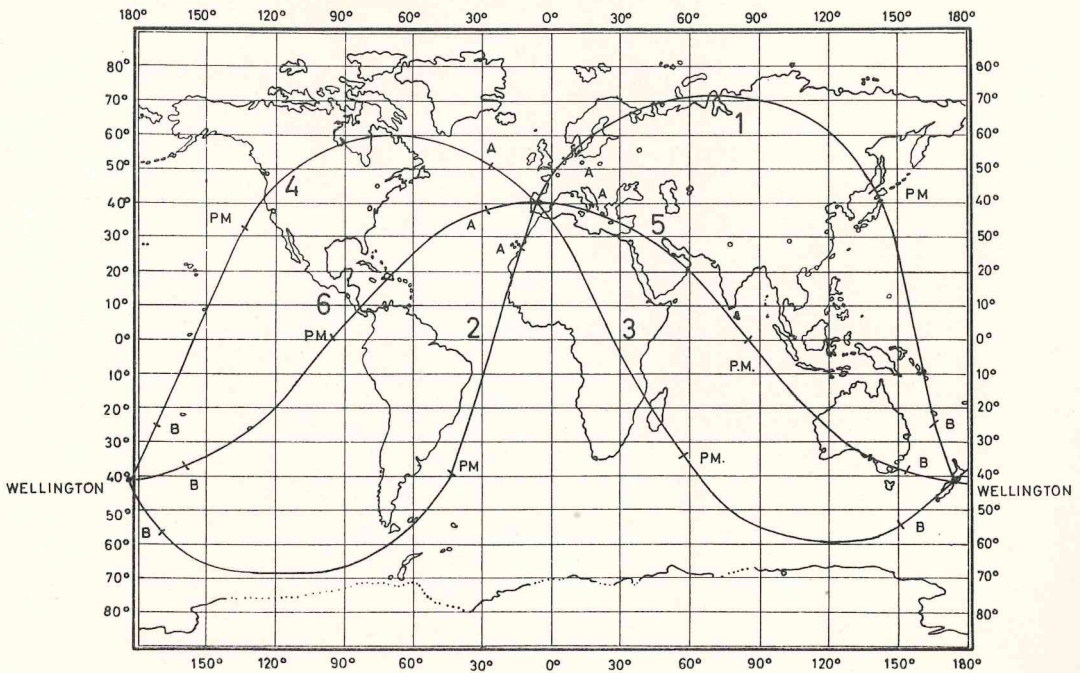 180° 150° 120° 90° 60° 30° 0° 30° 60° 90° 120° 150° 180°
80° 60°
70° 70°
1
60° 60°
A
50° 50°
A
4 A PM
40° 40°
PM A 5
30° 50°
A
20° 20°
6
10° 10°
2 3
0° PM. 0°
P.M.
10° 10°
20° 20°
B B
30° 30°
PM PM.
40° B B 40°
WELLINGTON WELLINGTON
50° 50°
B B
60° 60°
70° 70°
80° 80°
150° 120° 90° 60° 30° 0° 30° 60° 90° 120° 150° 180°